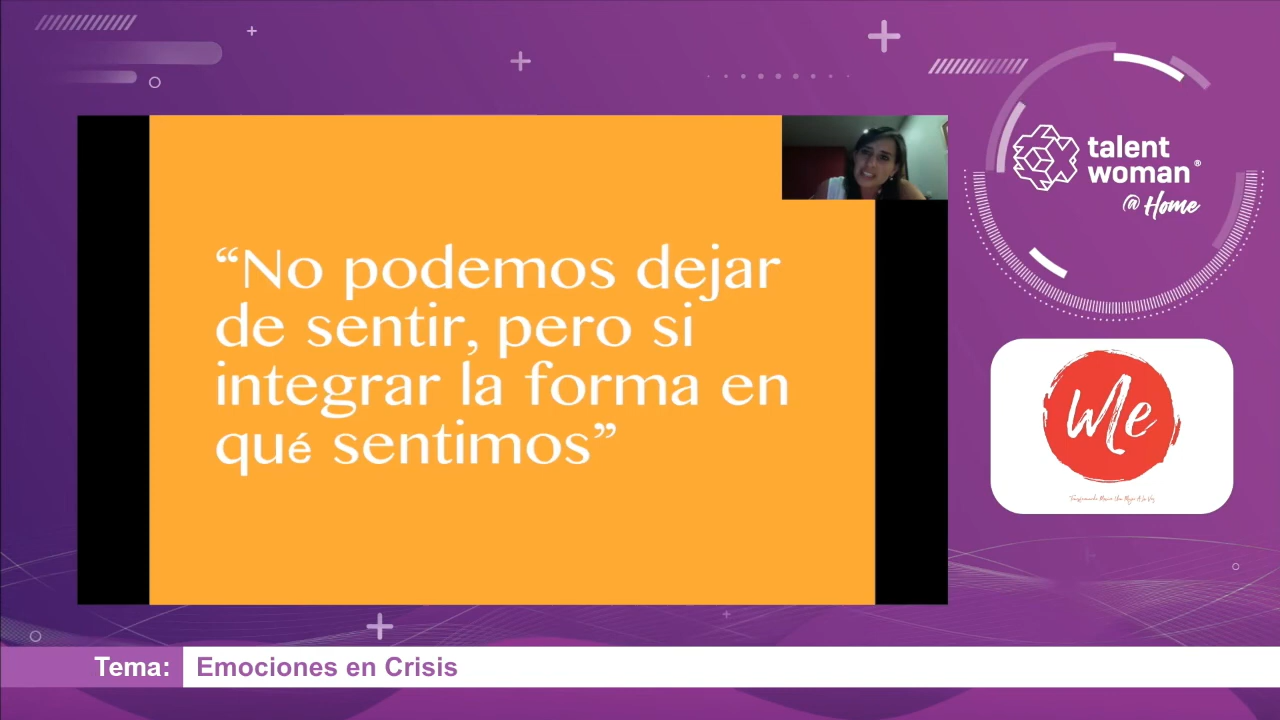 talent
woman®
@ Home
“No podemos dejar
de sentir, pero si
integrar la forma en
qué sentimos”
wle
Tema: Emociones en Crisis